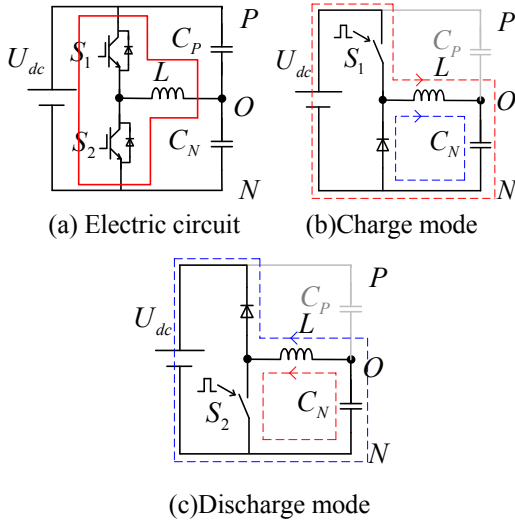 P
U_dc
S_1
C_P
L
O
S_2
C_N
N
(a) Electric circuit
P
U_dc
S_1
C_P
L
O
C_N
N
(b)Charge mode
P
U_dc
C_P
L
O
S_2
C_N
N
(c)Discharge mode